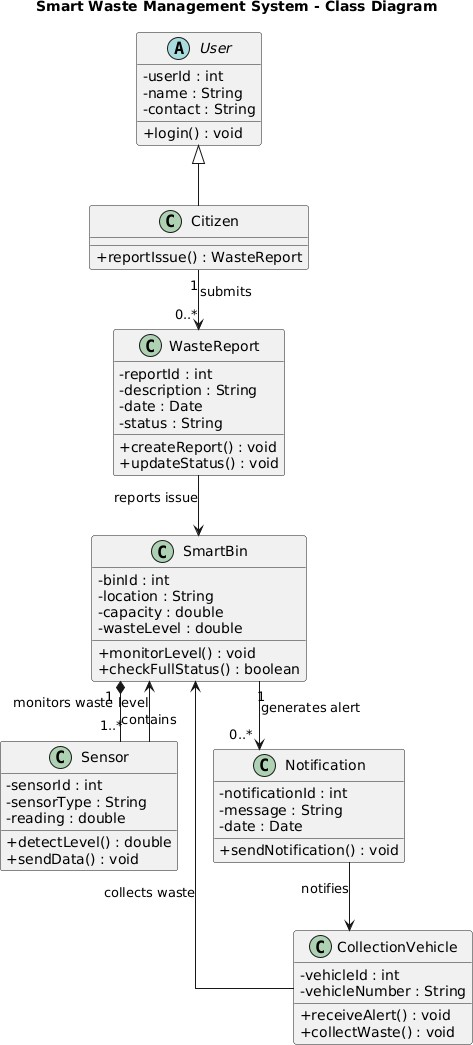 Smart Waste Management System - Class Diagram
A User
-userId : int
-name : String
-contact : String
+login() : void
C Citizen
+reportIssue() : WasteReport
1
submits
0..*
C WasteReport
-reportId : int
-description : String
-date : Date
-status : String
+createReport() : void
+updateStatus() : void
reports issue
C SmartBin
-binId : int
-location : String
-capacity : double
-wasteLevel : double
+monitorLevel() : void
+checkFullStatus() : boolean
1
monitors waste level
1..*
contains
1
generates alert
0..*
C Sensor
-sensorId : int
-sensorType : String
-reading : double
+detectLevel() : double
+sendData() : void
C Notification
-notificationId : int
-message : String
-date : Date
+sendNotification() : void
collects waste
notifies
C CollectionVehicle
-vehicleId : int
-vehicleNumber : String
+receiveAlert() : void
+collectWaste() : void